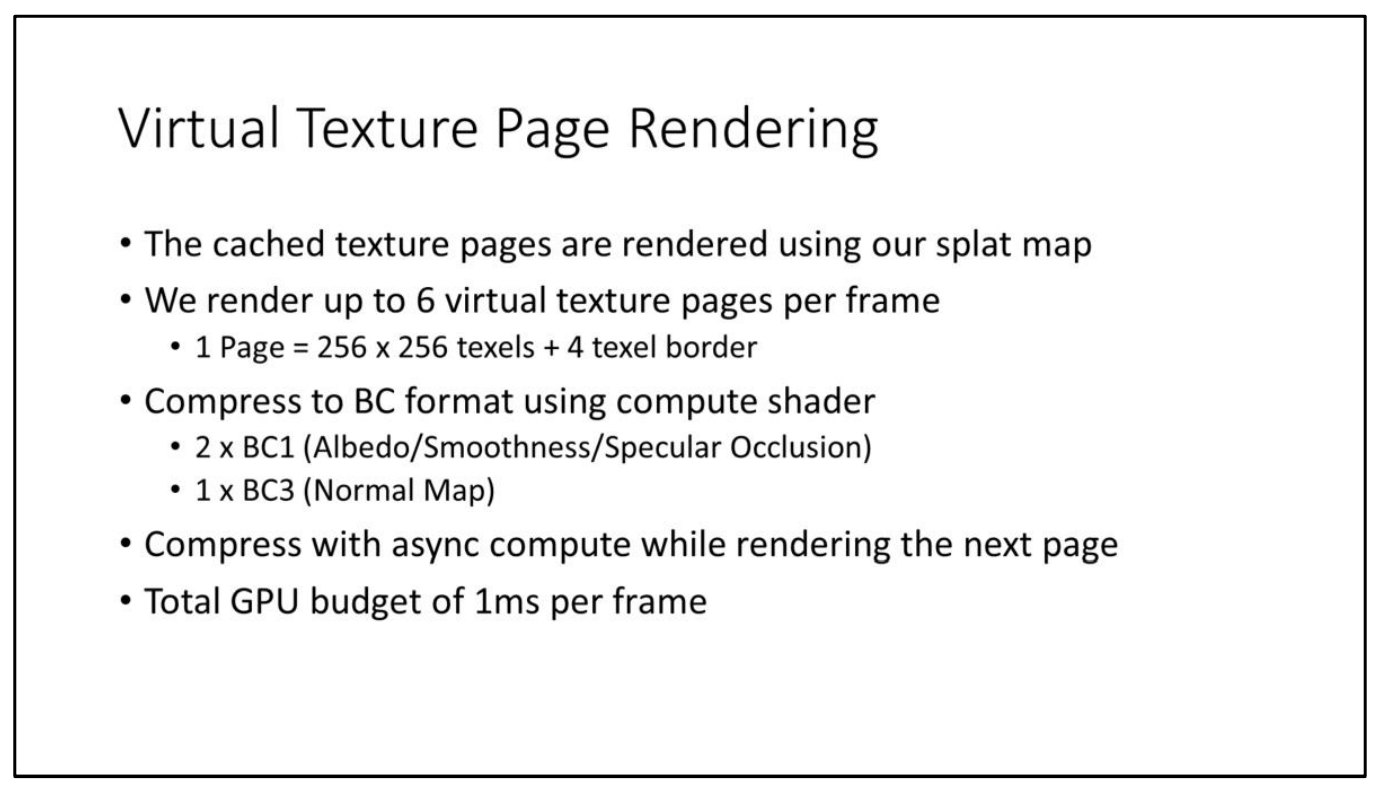 Virtual Texture Page Rendering
• The cached texture pages are rendered using our splat map
• We render up to 6 virtual texture pages per frame
• 1 Page = 256 x 256 texels + 4 texel border
• Compress to BC format using compute shader
• 2 x BC1 (Albedo/Smoothness/Specular Occlusion)
• 1 x BC3 (Normal Map)
• Compress with async compute while rendering the next page
• Total GPU budget of 1ms per frame